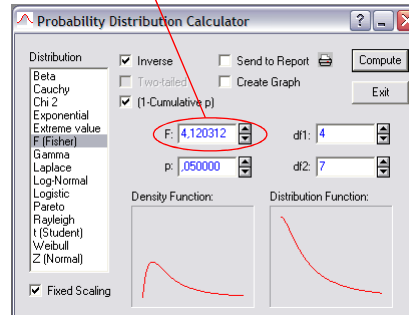 Probability Distribution Calculator
Distribution
Beta
Cauchy
Chi 2
Exponential
Extreme value
F (Fisher)
Gamma
Laplace
Log-Normal
Logistic
Pareto
Rayleigh
t (Student)
Weibull
Z (Normal)
Fixed Scaling
Inverse
Two-tailed
(1-Cumulative p)
Send to Report
Create Graph
Compute
Exit
F: 4,120312
df1: 4
p: ,050000
df2: 7
Density Function:
Distribution Function: